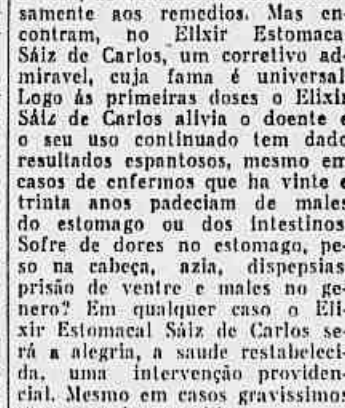 samente aos remedios. Mas en-
contram, no Elixir Estomaca
Sáiz de Carlos, um corretivo ad-
miravel, cuja fama é universal
Logo ás primeiras doses o Elixi
Sáiz de Carlos allvia o doente e
o seu uso continuado tem dado
resultados espantosos, mesmo em
casos de enfermos que ha vinte e
trinta anos padeciam de males
do estomago ou dos intestinos
Sofre de dores no estomago, pe-
so na cabeça, azia, dispepsias
prisão de ventre e males no ge-
nero? Em qualquer caso o Eli-
xir Estomacal Sáiz de Carlos se-
rá a alegria, a saude restabeleci-
da, uma intervenção providen-
cial. Mesmo em casos gravissimos